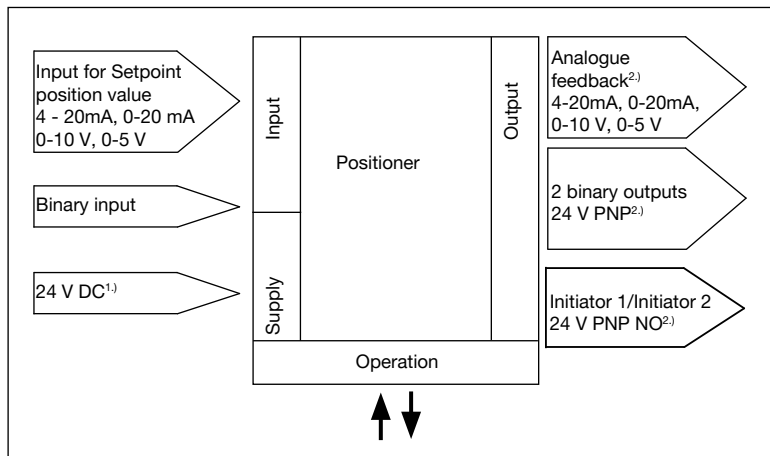 Input for Setpoint
position value
4 - 20mA, 0-20 mA
0-10 V, 0-5 V
Binary input
24 V DC1.)
Input
Supply
Positioner
Output
Operation
Analogue
feedback2.)
4-20mA, 0-20mA,
0-10 V, 0-5 V
2 binary outputs
24 V PNP2.)
Initiator 1/Initiator 2
24 V PNP NO2.)